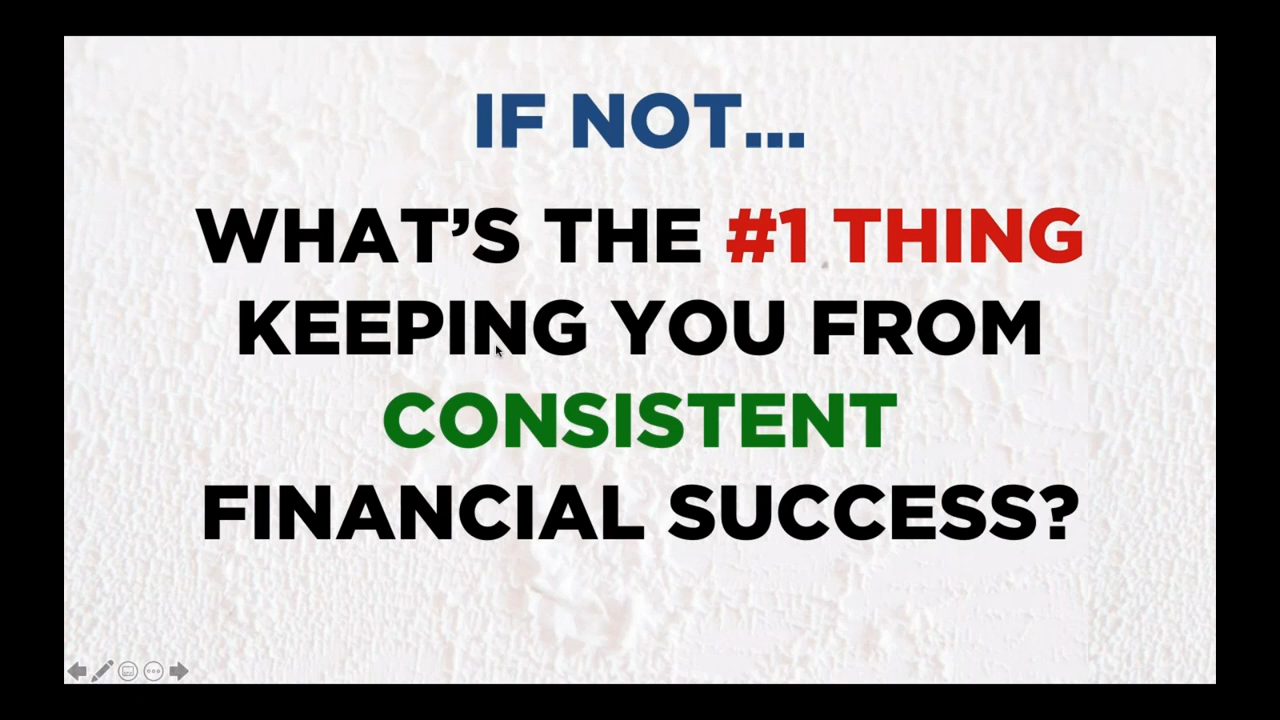 IF NOT...
WHAT'S THE #1 THING
KEEPING YOU FROM
CONSISTENT
FINANCIAL SUCCESS?